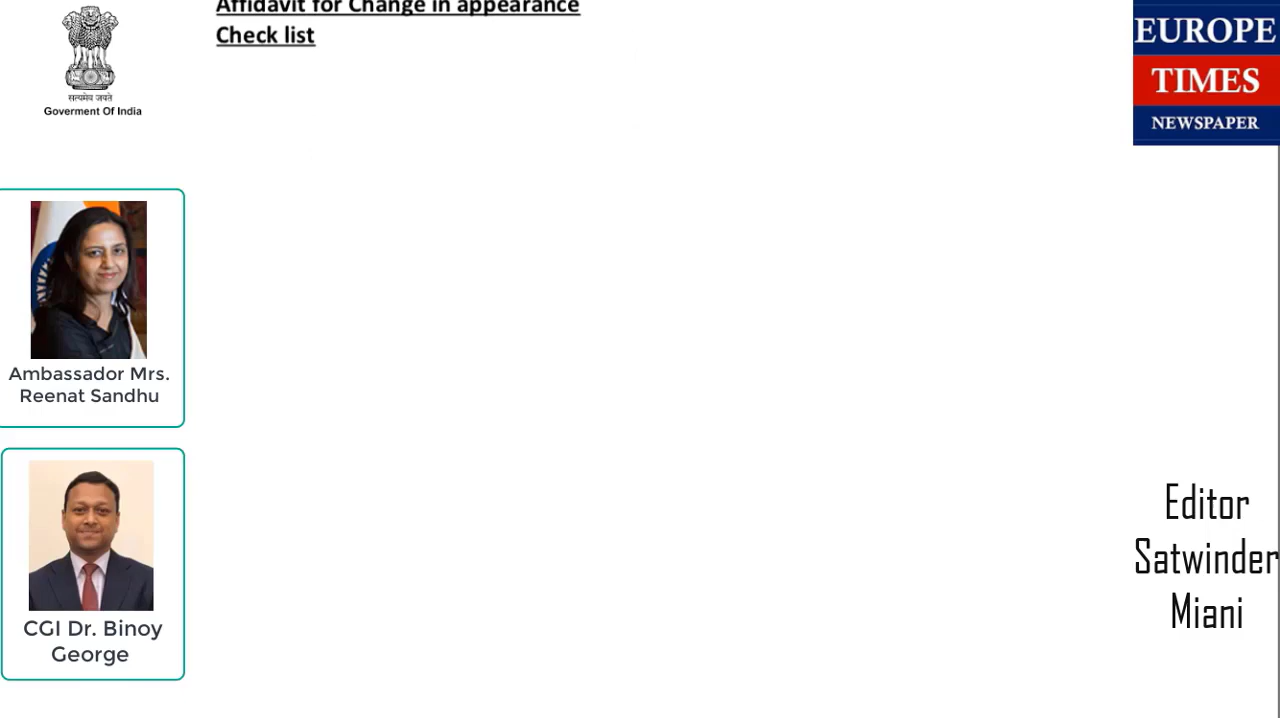 Affidavit for Change in appearance
Check list
सत्यमेव जयते
Goverment Of India
EUROPE
TIMES
NEWSPAPER
Ambassador Mrs.
Reenat Sandhu
CGI Dr. Binoy
George
Editor
Satwinder
Miani